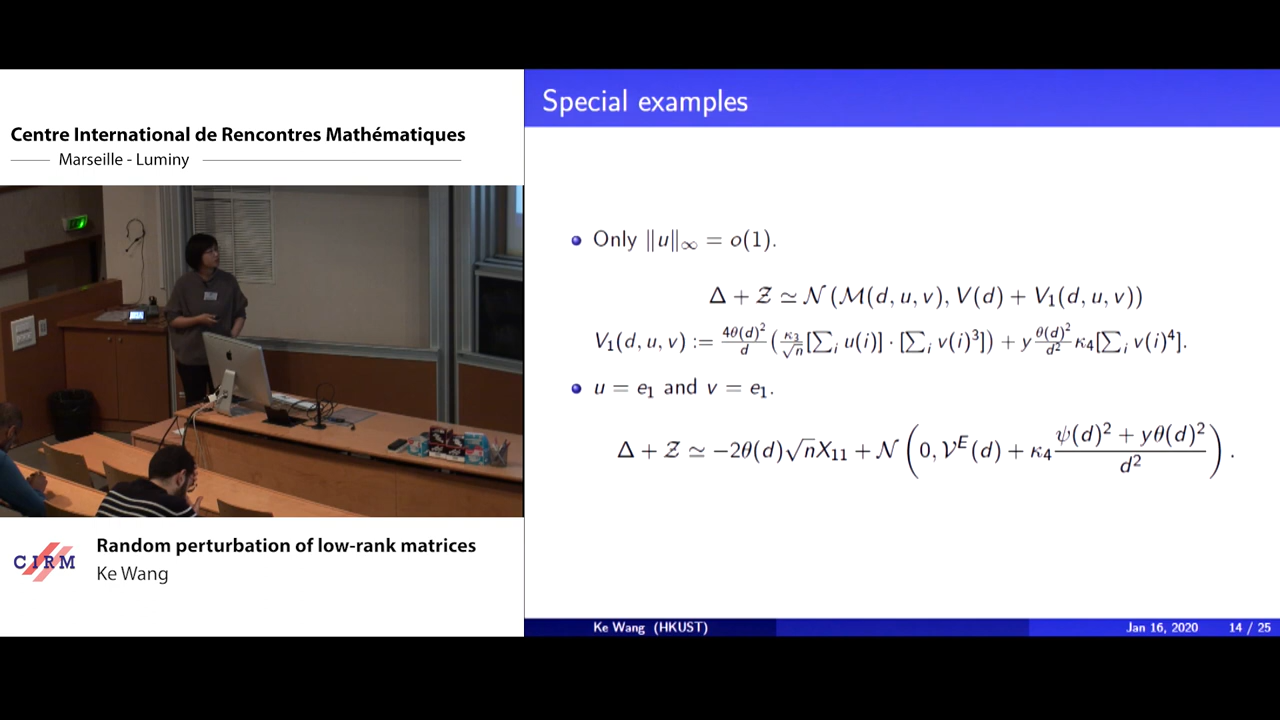 Centre International de Rencontres Mathématiques
Marseille - Luminy
CIRM
Random perturbation of low-rank matrices
Ke Wang
Special examples
Only ‖u‖∞ = o(1).
Δ + 𝒵 ≃ 𝒩 (ℳ(d, u, v), V(d) + V₁(d, u, v))
V₁(d, u, v) := 4θ(d)²/d (κ₃/√n [∑ᵢ u(i)] · [∑ᵢ v(i)³]) + y θ(d)²/d² κ₄[∑ᵢ v(i)⁴].
u = e₁ and v = e₁.
Δ + 𝒵 ≃ −2θ(d)√nX₁₁ + 𝒩 (0, 𝒱ᴱ(d) + κ₄ (ψ(d)² + yθ(d)²)/d²).
Ke Wang (HKUST)
Jan 16, 2020
14 / 25